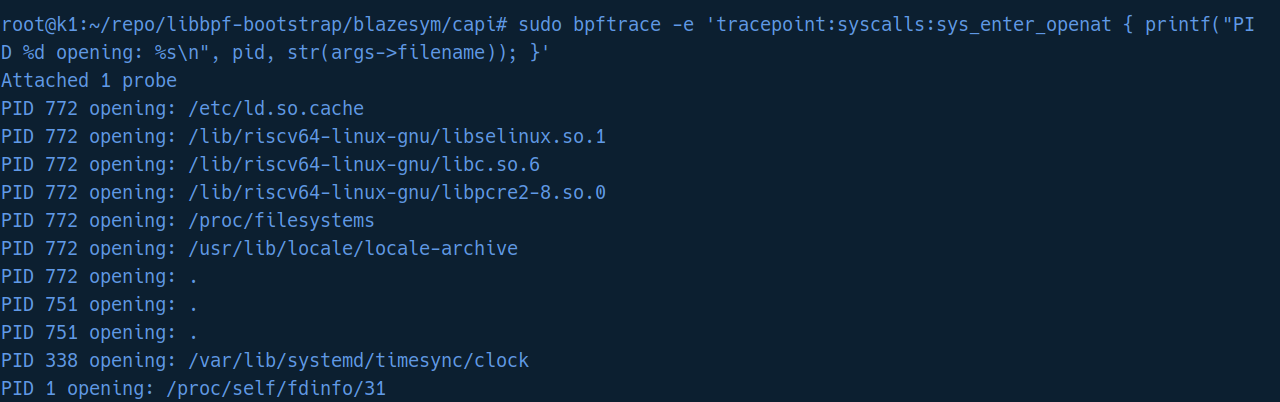 root@k1:~/repo/libbpf-bootstrap/blazesym/capi# sudo bpftrace -e 'tracepoint:syscalls:sys_enter_openat { printf("PI
D %d opening: %s\n", pid, str(args->filename)); }'
Attached 1 probe
PID 772 opening: /etc/ld.so.cache
PID 772 opening: /lib/riscv64-linux-gnu/libselinux.so.1
PID 772 opening: /lib/riscv64-linux-gnu/libc.so.6
PID 772 opening: /lib/riscv64-linux-gnu/libpcre2-8.so.0
PID 772 opening: /proc/filesystems
PID 772 opening: /usr/lib/locale/locale-archive
PID 772 opening: .
PID 751 opening: .
PID 751 opening: .
PID 338 opening: /var/lib/systemd/timesync/clock
PID 1 opening: /proc/self/fdinfo/31